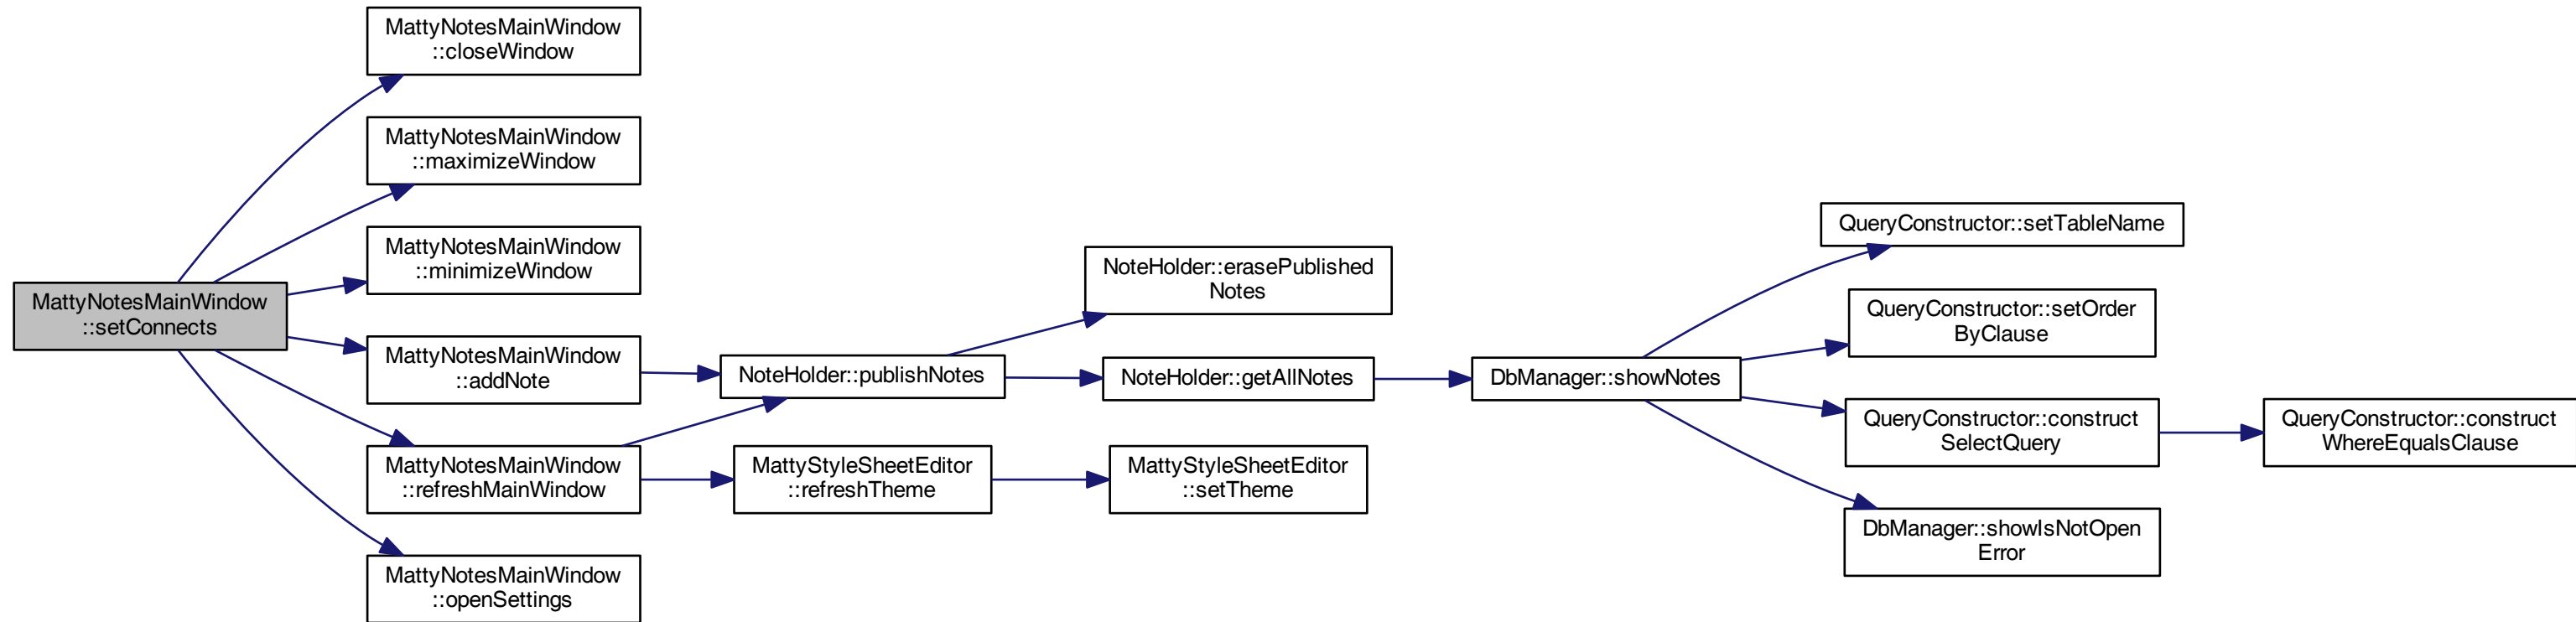 MattyNotesMainWindow
::setConnects
MattyNotesMainWindow
::closeWindow
MattyNotesMainWindow
::maximizeWindow
MattyNotesMainWindow
::minimizeWindow
MattyNotesMainWindow
::addNote
MattyNotesMainWindow
::refreshMainWindow
MattyNotesMainWindow
::openSettings
NoteHolder::publishNotes
MattyStyleSheetEditor
::refreshTheme
NoteHolder::erasePublished
Notes
NoteHolder::getAllNotes
MattyStyleSheetEditor
::setTheme
DbManager::showNotes
QueryConstructor::setTableName
QueryConstructor::setOrder
ByClause
QueryConstructor::construct
SelectQuery
DbManager::showIsNotOpen
Error
QueryConstructor::construct
WhereEqualsClause